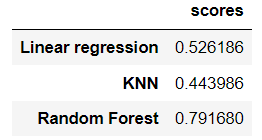 scores
Linear regression 0.526186
KNN 0.443986
Random Forest 0.791680